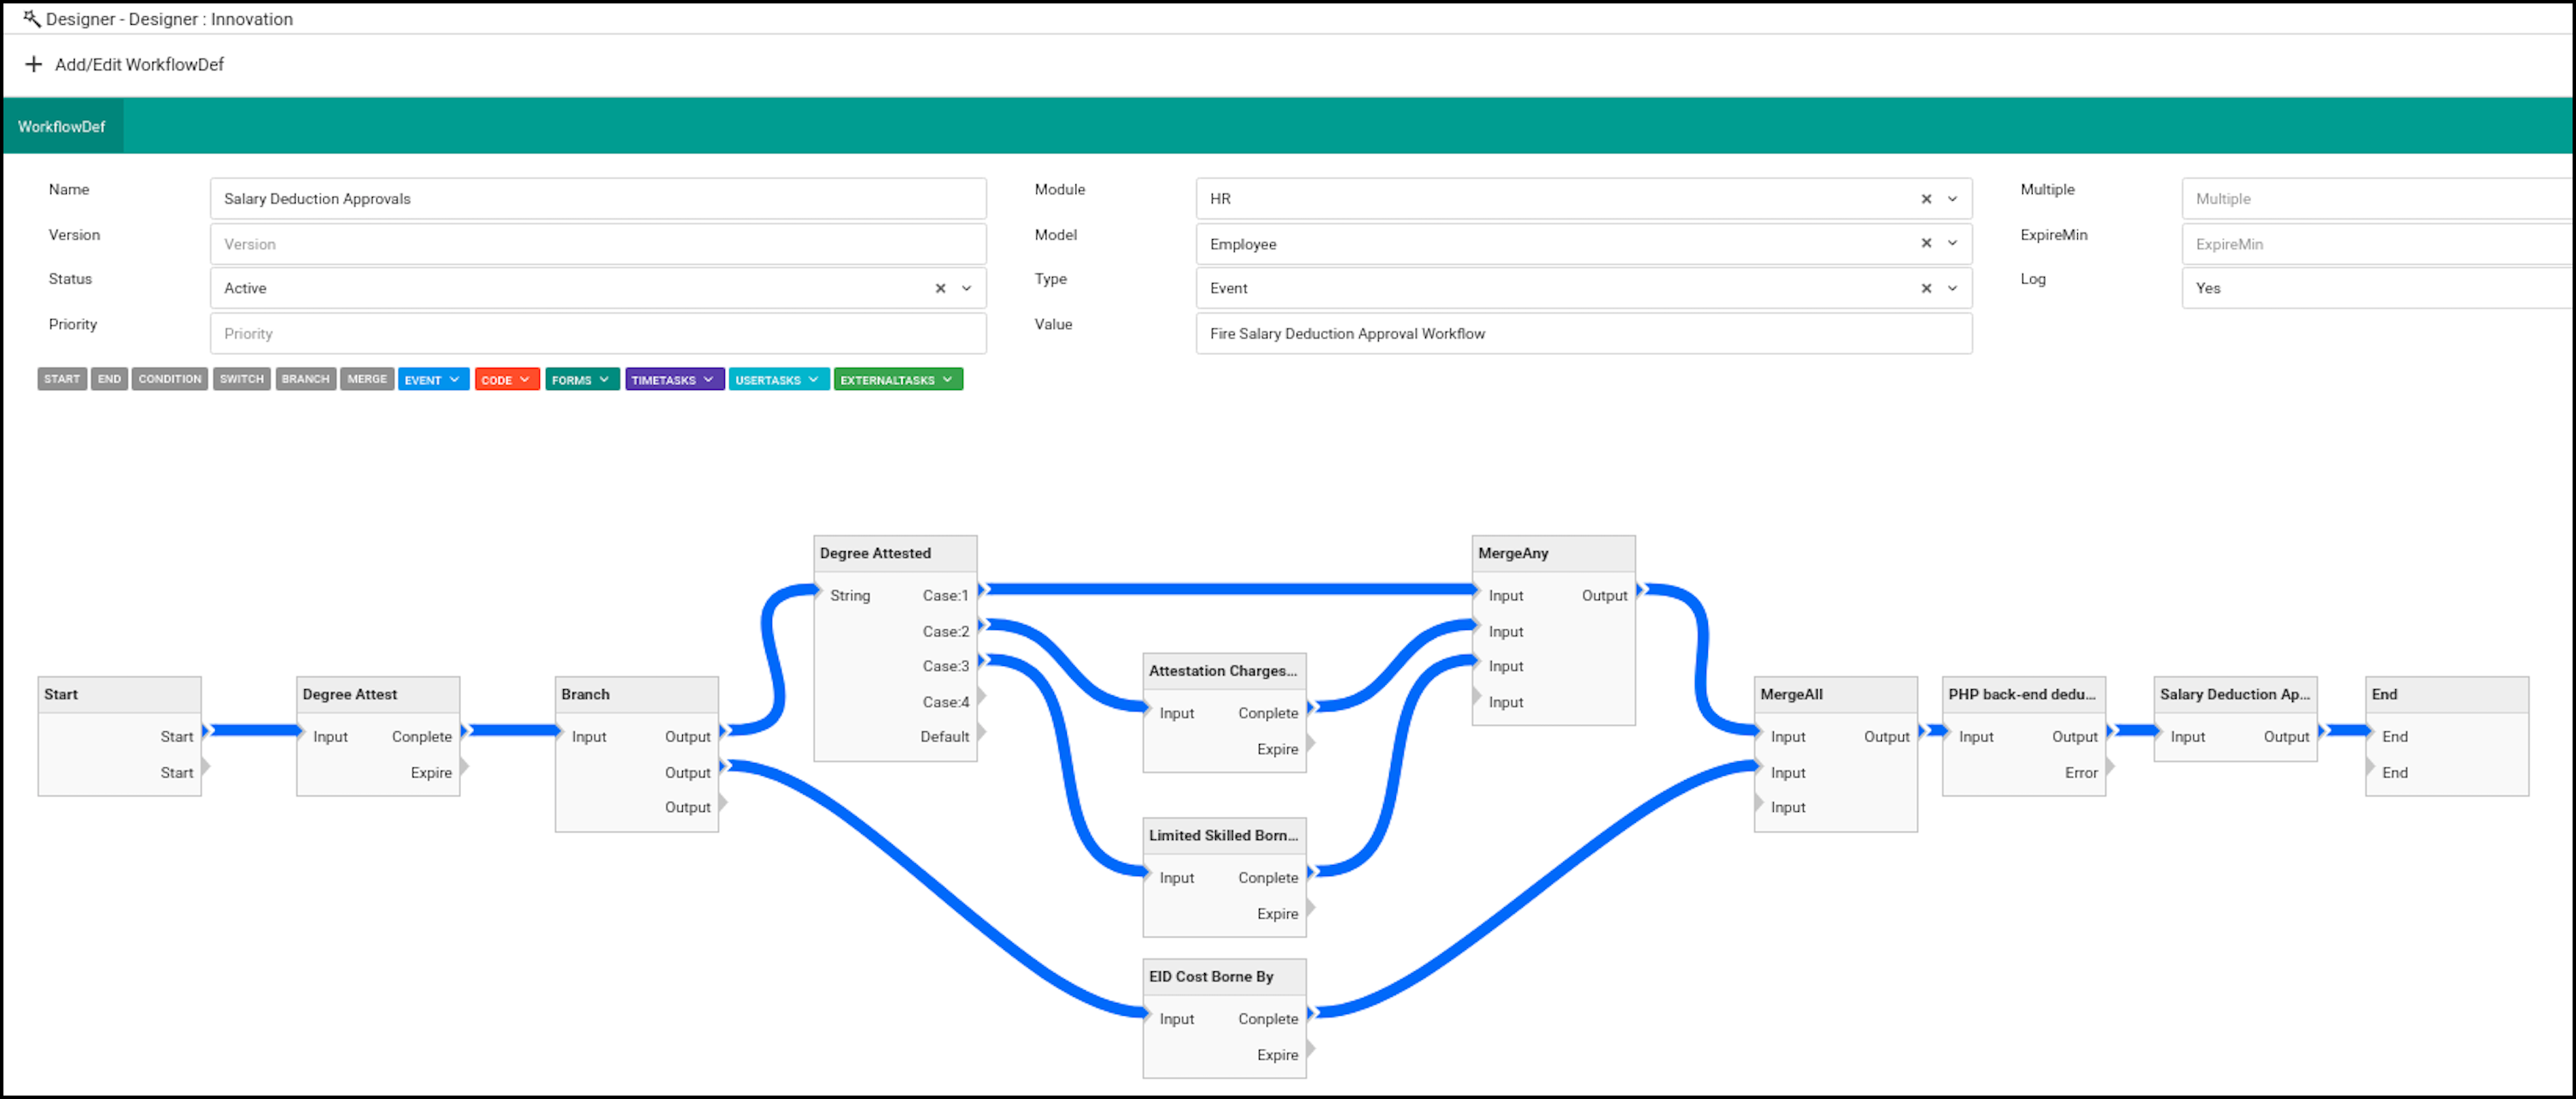 Designer - Designer : Innovation
Add/Edit WorkflowDef
WorkflowDef
Name
Salary Deduction Approvals
Module
HR
Multiple
Multiple
Version
Version
Model
Employee
ExpireMin
ExpireMin
Status
Active
Type
Event
Log
Yes
Priority
Priority
Value
Fire Salary Deduction Approval Workflow
START
END
CONDITION
SWITCH
BRANCH
MERGE
EVENT
CODE
FORMS
TIMETASKS
USERTASKS
EXTERNALTASKS
Start
Start
Start
Degree Attest
Input
Conplete
Expire
Branch
Input
Output
Output
Output
Degree Attested
String
Case:1
Case:2
Case:3
Case:4
Default
Attestation Charges...
Input
Conplete
Expire
Limited Skilled Born...
Input
Conplete
Expire
EID Cost Borne By
Input
Conplete
Expire
MergeAny
Input
Output
Input
Input
Input
MergeAll
Input
Output
Input
Input
PHP back-end dedu...
Input
Output
Error
Salary Deduction Ap...
Input
Output
End
End
End